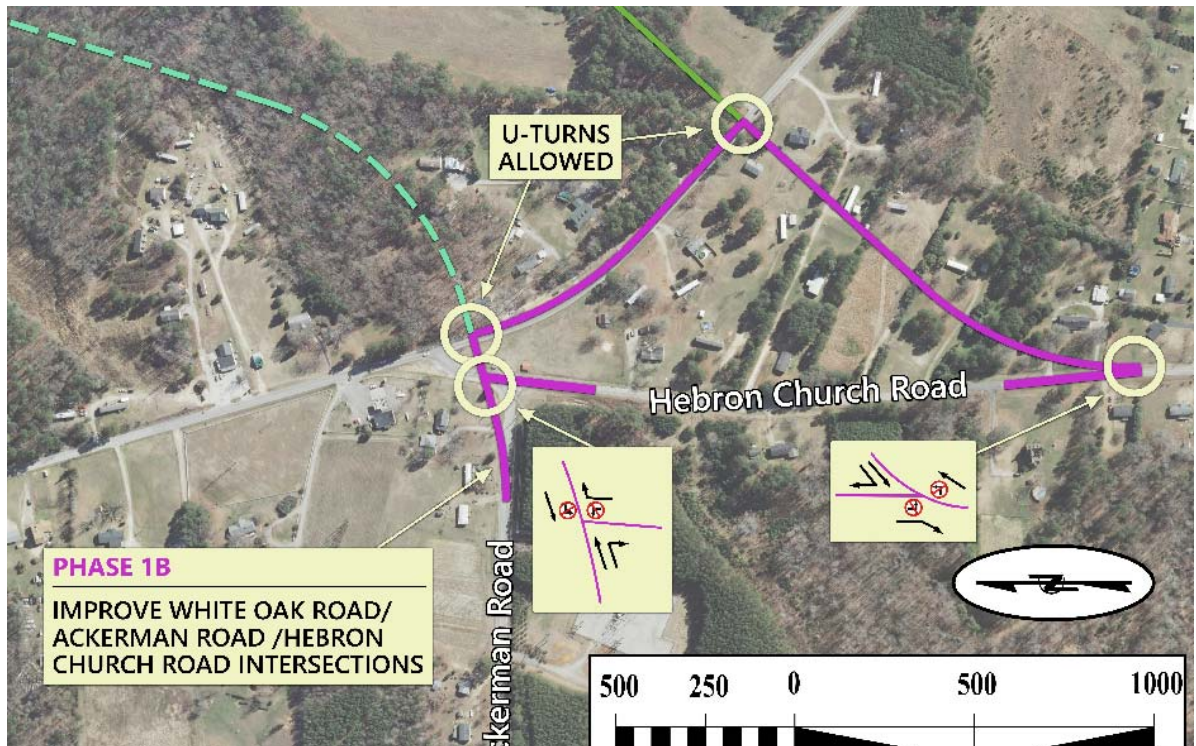 U-TURNS
ALLOWED
Hebron Church Road
PHASE 1B
IMPROVE WHITE OAK ROAD/
ACKERMAN ROAD /HEBRON
CHURCH ROAD INTERSECTIONS
ckerman Road
500 250 0 500 1000